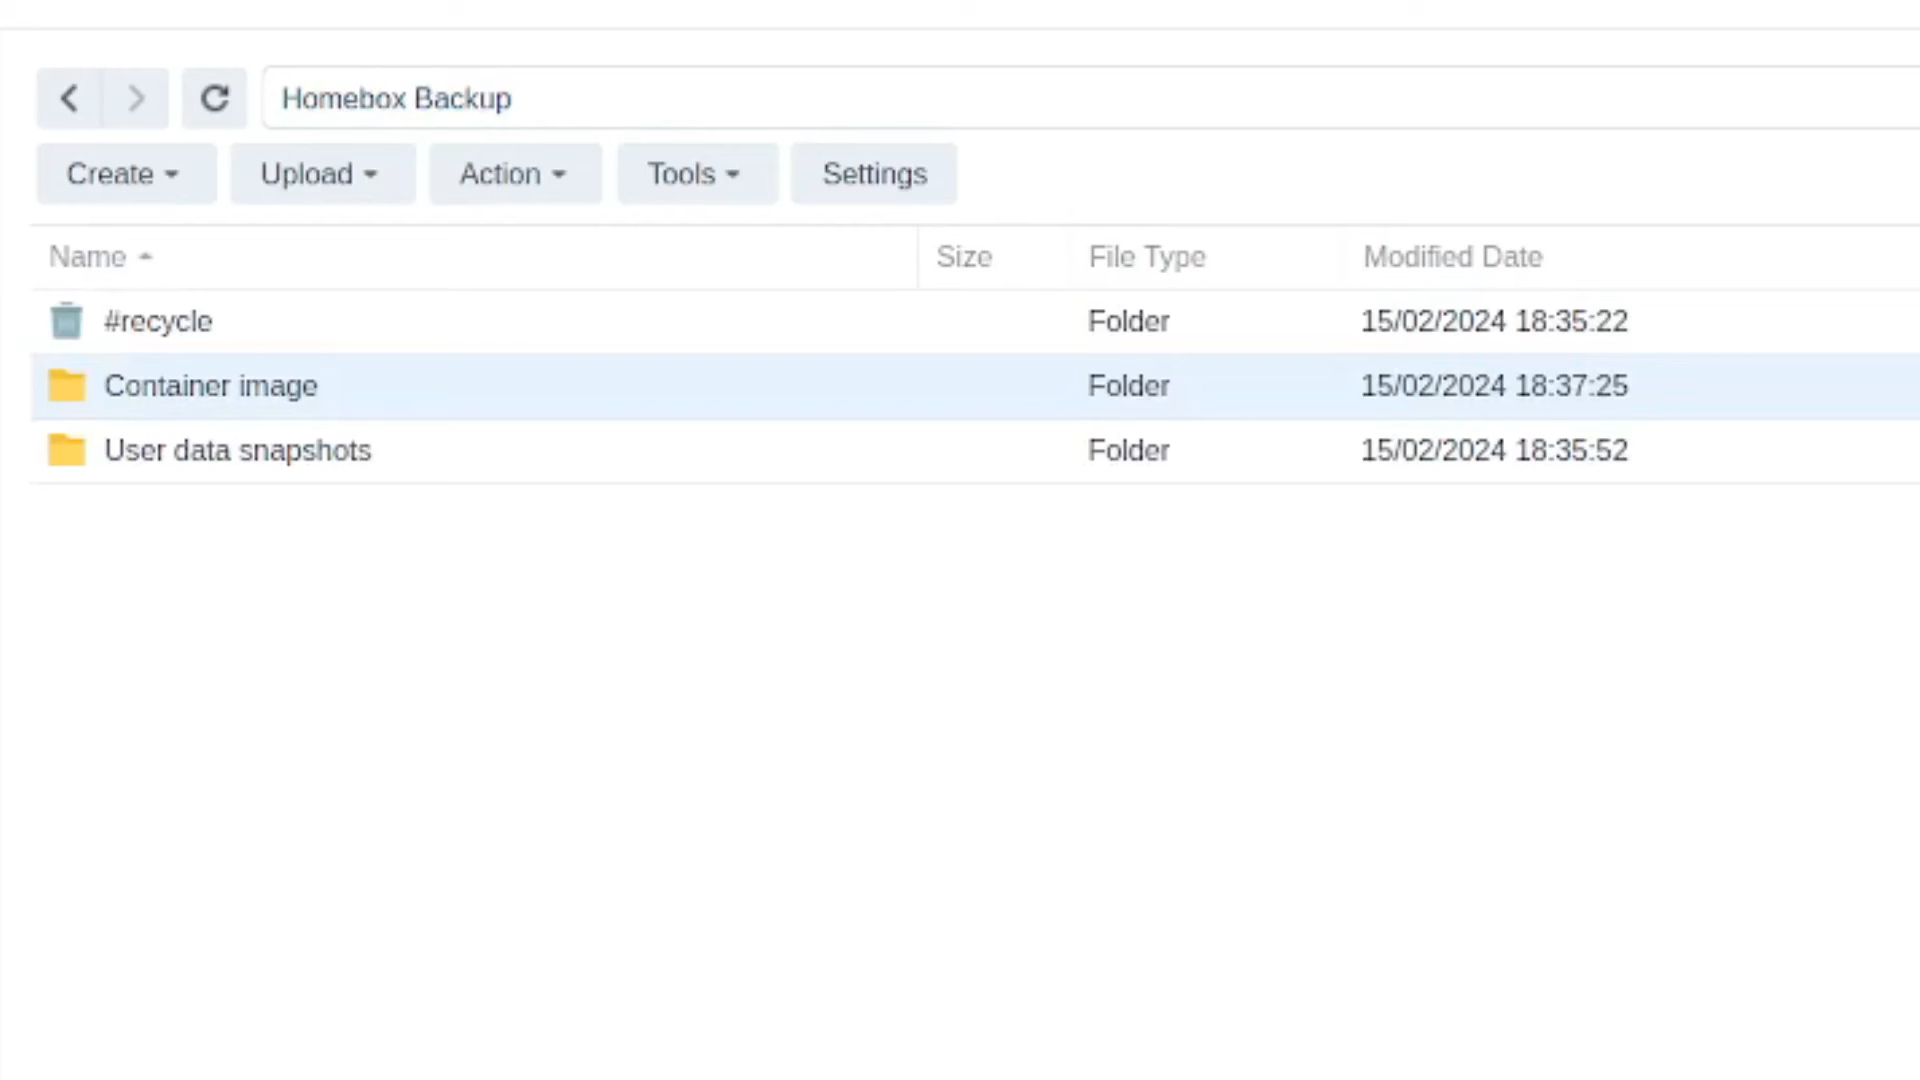 Homebox Backup
Create Upload Action Tools Settings
Name Size File Type Modified Date
#recycle Folder 15/02/2024 18:35:22
Container image Folder 15/02/2024 18:37:25
User data snapshots Folder 15/02/2024 18:35:52